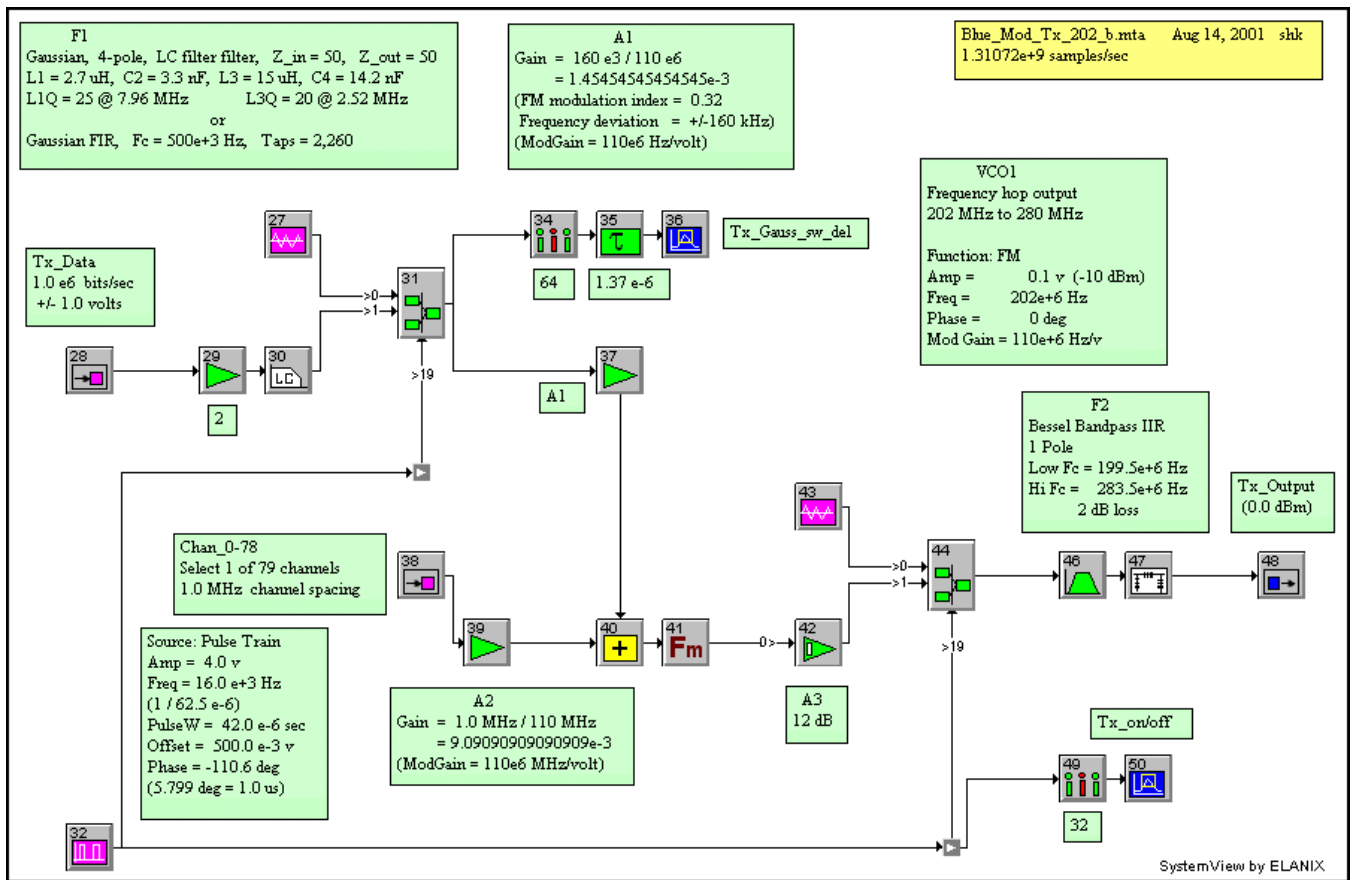 F1
Gaussian, 4-pole, LC filter filter, Z_in = 50, Z_out = 50
L1 = 2.7 uH, C2 = 3.3 nF, L3 = 15 uH, C4 = 14.2 nF
L1Q = 25 @ 7.96 MHz L3Q = 20 @ 2.52 MHz
or
Gaussian FIR, Fc = 500e+3 Hz, Taps = 2,260
A1
Gain = 160 e3 / 110 e6
= 1.45454545454545e-3
(FM modulation index = 0.32
Frequency deviation = +/-160 kHz)
(ModGain = 110e6 Hz/volt)
Blue_Mod_Tx_202_b.mta Aug 14, 2001 shk
1.31072e+9 samples/sec
VCO1
Frequency hop output
202 MHz to 280 MHz
Function: FM
Amp = 0.1 v (-10 dBm)
Freq = 202e+6 Hz
Phase = 0 deg
Mod Gain = 110e+6 Hz/v
27
34
35
τ
36
Tx_Gauss_sw_del
64
1.37 e-6
Tx_Data
1.0 e6 bits/sec
+/- 1.0 volts
31
>0
>1
28
29
30
LC
2
>19
37
A1
F2
Bessel Bandpass IIR
1 Pole
Low Fc = 199.5e+6 Hz
Hi Fc = 283.5e+6 Hz
2 dB loss
Tx_Output
(0.0 dBm)
43
Chan_0-78
Select 1 of 79 channels
1.0 MHz channel spacing
38
44
>0
>1
46
47
48
39
40
+
41
Fm
0>
42
>19
Source: Pulse Train
Amp = 4.0 v
Freq = 16.0 e+3 Hz
(1 / 62.5 e-6)
PulseW = 42.0 e-6 sec
Offset = 500.0 e-3 v
Phase = -110.6 deg
(5.799 deg = 1.0 us)
A2
Gain = 1.0 MHz / 110 MHz
= 9.09090909090909e-3
(ModGain = 110e6 MHz/volt)
A3
12 dB
Tx_on/off
49
50
32
32
SystemView by ELANIX